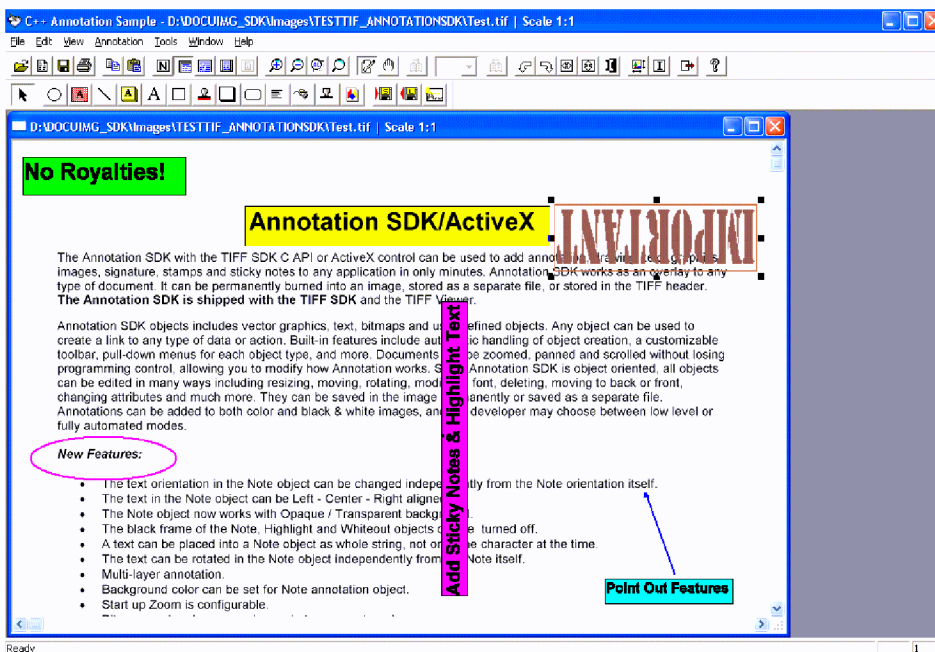 C++ Annotation Sample - D:\DOCUIMG_SDK\Images\TESTTIF_ANNOTATIONSDK\Test.tif | Scale 1:1
File Edit View Annotation Tools Window Help
D:\DOCUIMG_SDK\Images\TESTTIF_ANNOTATIONSDK\Test.tif | Scale 1:1
No Royalties!
Annotation SDK/ActiveX
IMPORTANT
The Annotation SDK with the TIFF SDK C API or ActiveX control can be used to add
images, signature, stamps and sticky notes to any application in only minutes. Annotation SDK works as an overlay to any
type of document. It can be permanently burned into an image, stored as a separate file, or stored in the TIFF header.
The Annotation SDK is shipped with the TIFF SDK and the TIFF Viewer.
Annotation SDK objects includes vector graphics, text, bitmaps and objects. Any object can be used to
create a link to any type of data or action. Built-in features include handling of object creation, a customizable
toolbar, pull-down menus for each object type, and more. Documents be zoomed, panned and scrolled without losing
programming control, allowing you to modify how Annotation works. Annotation SDK is object oriented, all objects
can be edited in many ways including resizing, moving, rotating, font, deleting, moving to back or front,
changing attributes and much more. They can be saved in the image or saved as a separate file.
Annotations can be added to both color and black & white images, developer may choose between low level or
fully automated modes.
Add Sticky Notes & Highlight Text
New Features:
• The text orientation in the Note object can be changed from the Note orientation itself.
• The text in the Note object can be Left - Center - Right
• The Note object now works with Opaque / Transparent
• The black frame of the Note, Highlight and Whiteout objects turned off.
• A text can be placed into a Note object as whole string, not character at the time.
• The text can be rotated in the Note object independently from Note itself.
• Multi-layer annotation.
• Background color can be set for Note annotation object.
• Start up Zoom is configurable.
Point Out Features
Ready
1